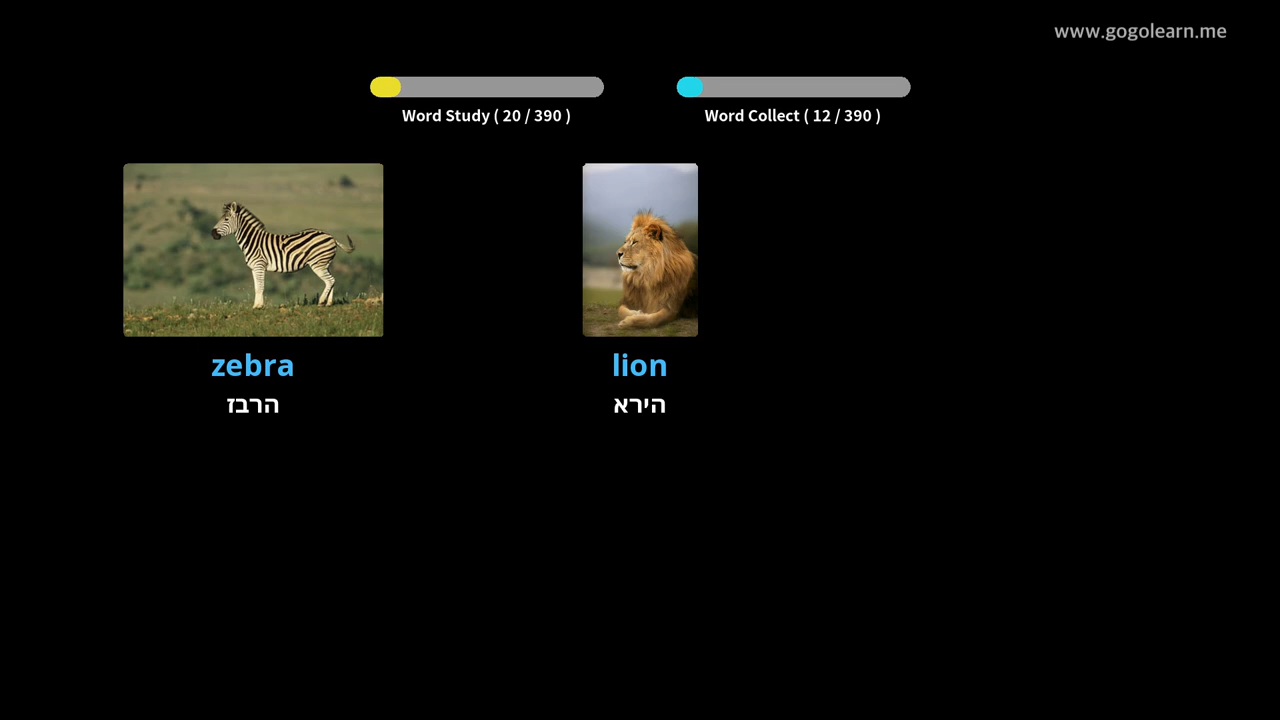 www.gogolearn.me
Word Study ( 20 / 390 )
Word Collect ( 12 / 390 )
zebra
הרבז
lion
הירא